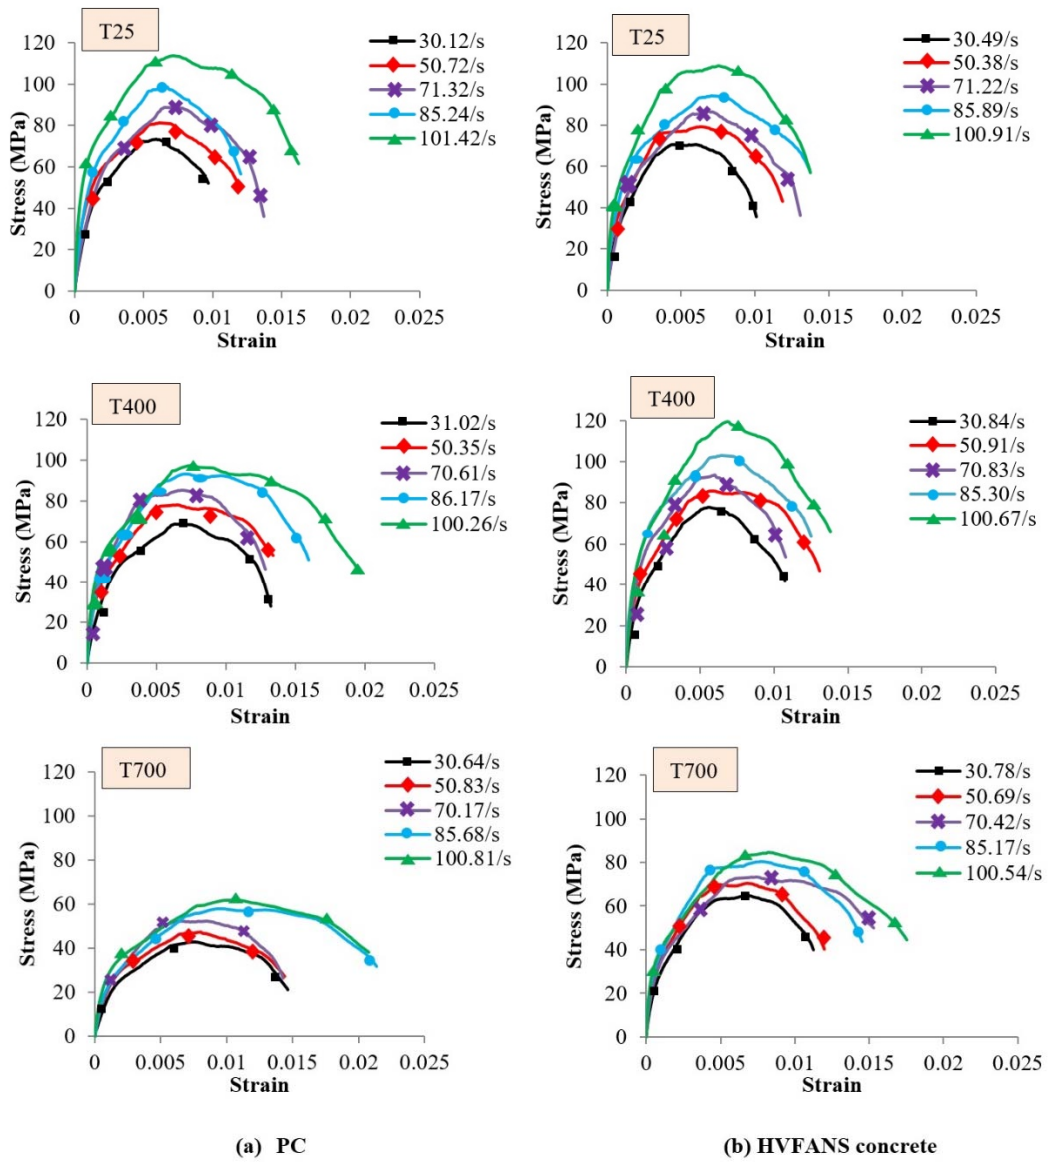 T25
30.12/s
50.72/s
71.32/s
85.24/s
101.42/s
Stress (MPa)
120
100
80
60
40
20
0
0 0.005 0.01 0.015 0.02 0.025
Strain
T25
30.49/s
50.38/s
71.22/s
85.89/s
100.91/s
Stress (MPa)
120
100
80
60
40
20
0
0 0.005 0.01 0.015 0.02 0.025
Strain
T400
31.02/s
50.35/s
70.61/s
86.17/s
100.26/s
Stress (MPa)
120
100
80
60
40
20
0
0 0.005 0.01 0.015 0.02 0.025
Strain
T400
30.84/s
50.91/s
70.83/s
85.30/s
100.67/s
Stress (MPa)
120
100
80
60
40
20
0
0 0.005 0.01 0.015 0.02 0.025
Strain
T700
30.64/s
50.83/s
70.17/s
85.68/s
100.81/s
Stress (MPa)
120
100
80
60
40
20
0
0 0.005 0.01 0.015 0.02 0.025
Strain
T700
30.78/s
50.69/s
70.42/s
85.17/s
100.54/s
Stress (MPa)
120
100
80
60
40
20
0
0 0.005 0.01 0.015 0.02 0.025
Strain
(a) PC
(b) HVFANS concrete